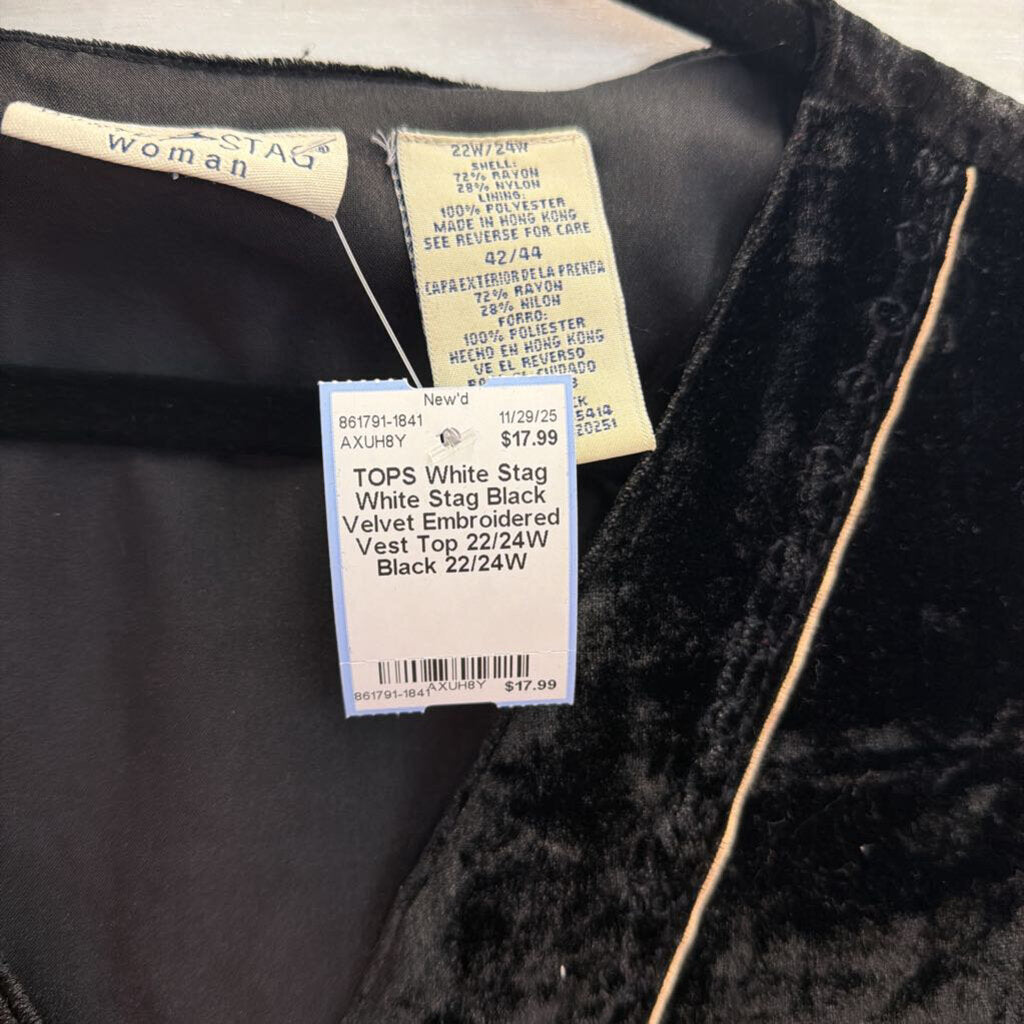 STAG®
woman
22W/24W
SHELL:
72% RAYON
28% NYLON
LINING:
100% POLYESTER
MADE IN HONG KONG
SEE REVERSE FOR CARE
42/44
CAPA EXTERIOR DE LA PRENDA
72% RAYON
28% NILON
FORRO:
100% POLIESTER
HECHO EN HONG KONG
VE EL REVERSO
CUIDADO
5414
20251
New'd
861791-1841 11/29/25
AXUH8Y $17.99
TOPS White Stag
White Stag Black
Velvet Embroidered
Vest Top 22/24W
Black 22/24W
861791-1841 AXUH8Y $17.99